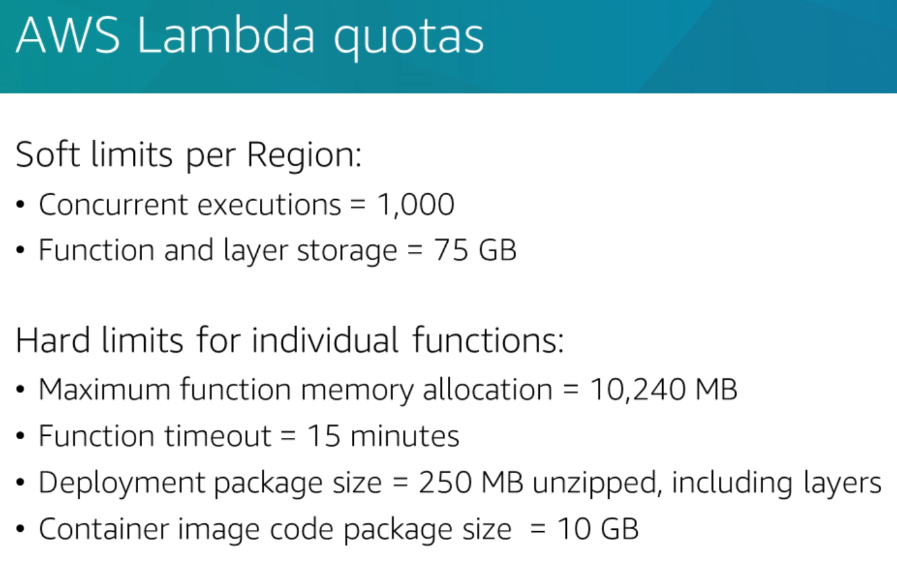 AWS Lambda quotas
Soft limits per Region:
• Concurrent executions = 1,000
• Function and layer storage = 75 GB
Hard limits for individual functions:
• Maximum function memory allocation = 10,240 MB
• Function timeout = 15 minutes
• Deployment package size = 250 MB unzipped, including layers
• Container image code package size = 10 GB